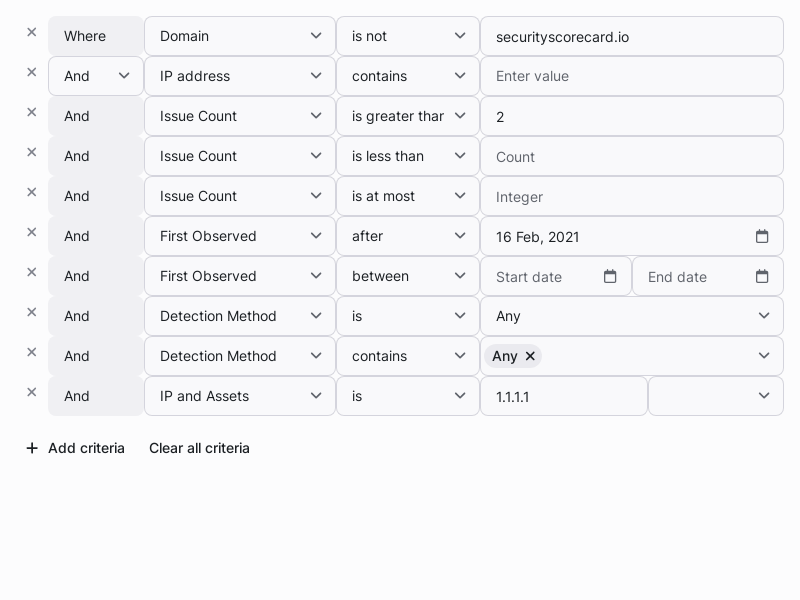 Where Domain is not securityscorecard.io
And IP address contains Enter value
And Issue Count is greater than 2
And Issue Count is less than Count
And Issue Count is at most Integer
And First Observed after 16 Feb, 2021
And First Observed between Start date End date
And Detection Method is Any
And Detection Method contains Any
And IP and Assets is 1.1.1.1
Add criteria Clear all criteria